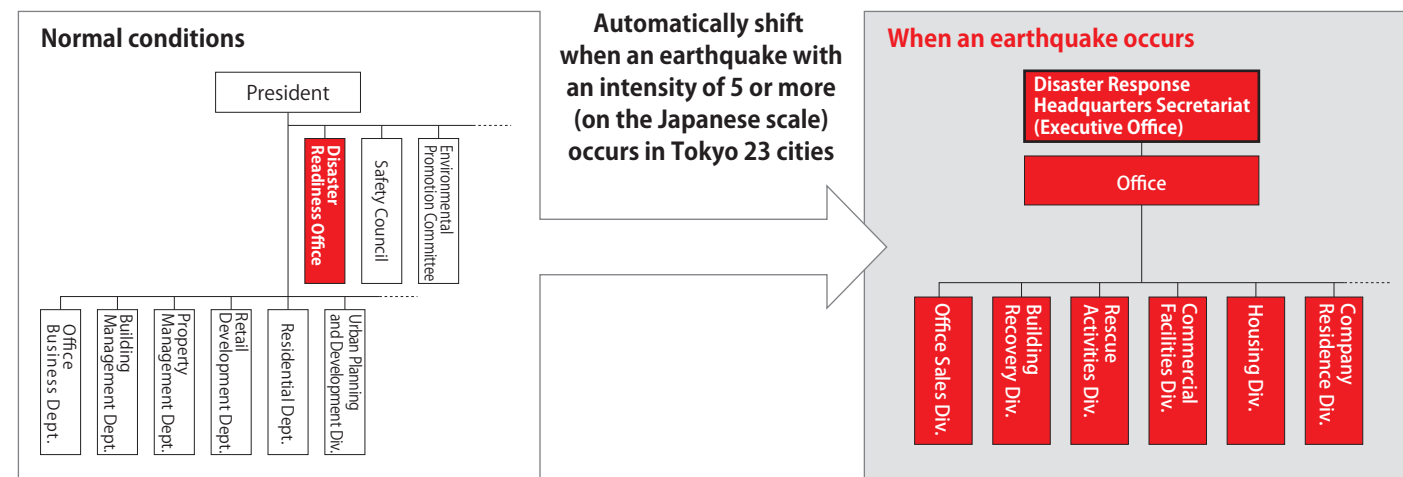 Normal conditions
President
Disaster
Readiness Office
Safety Council
Environmental
Promotion Committee
Office
Business Dept.
Building
Management Dept.
Property
Management Dept.
Retail
Development Dept.
Residential Dept.
Urban Planning
and Development Div.
Automatically shift
when an earthquake with
an intensity of 5 or more
(on the Japanese scale)
occurs in Tokyo 23 cities
When an earthquake occurs
Disaster Response
Headquarters Secretariat
(Executive Office)
Office
Office Sales Div.
Building
Recovery Div.
Rescue
Activities Div.
Commercial
Facilities Div.
Housing Div.
Company
Residence Div.